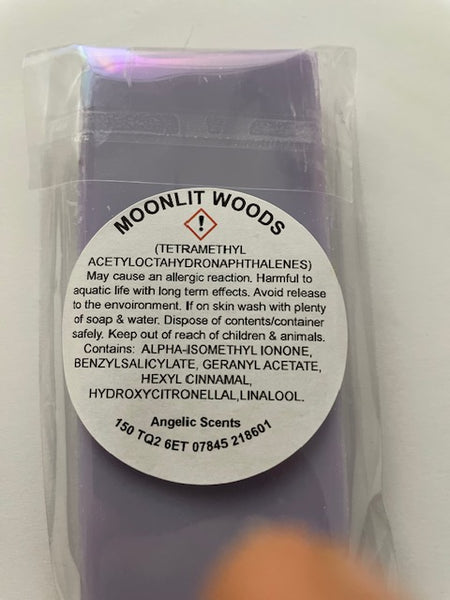 MOONLIT WOODS
!
(TETRAMETHYL
ACETYLOCTAHYDRONAPHTHALENES)
May cause an allergic reaction. Harmful to
aquatic life with long term effects. Avoid release
to the envoironment. If on skin wash with plenty
of soap & water. Dispose of contents/container
safely. Keep out of reach of children & animals.
Contains: ALPHA-ISOMETHYL IONONE,
BENZYLSALICYLATE, GERANYL ACETATE,
HEXYL CINNAMAL,
HYDROXYCITRONELLAL,LINALOOL.
Angelic Scents
150 TQ2 6ET 07845 218601